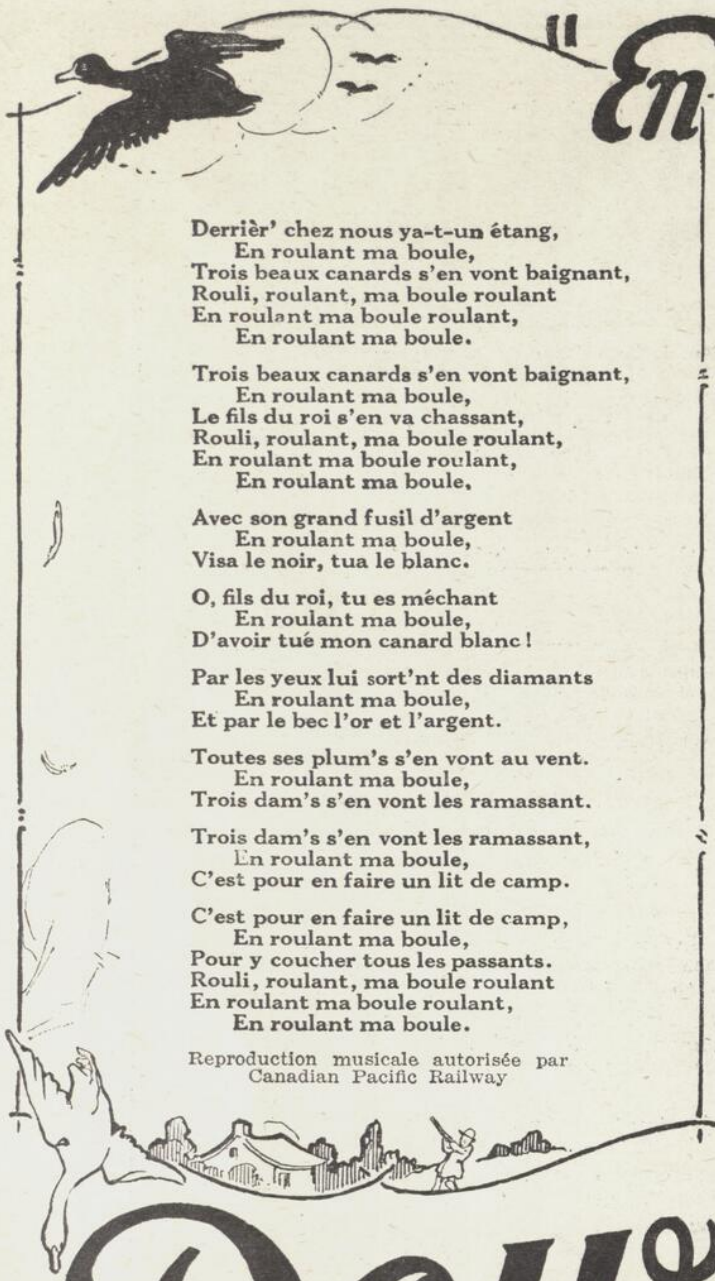 "En
Derrièr' chez nous ya-t-un étang,
En roulant ma boule,
Trois beaux canards s'en vont baignant,
Rouli, roulant, ma boule roulant
En roulant ma boule roulant,
En roulant ma boule.
Trois beaux canards s'en vont baignant,
En roulant ma boule,
Le fils du roi s'en va chassant,
Rouli, roulant, ma boule roulant,
En roulant ma boule roulant,
En roulant ma boule,
Avec son grand fusil d'argent
En roulant ma boule,
Visa le noir, tua le blanc.
O, fils du roi, tu es méchant
En roulant ma boule,
D'avoir tué mon canard blanc !
Par les yeux lui sort'nt des diamants
En roulant ma boule,
Et par le bec l'or et l'argent.
Toutes ses plum's s'en vont au vent.
En roulant ma boule,
Trois dam's s'en vont les ramassant.
Trois dam's s'en vont les ramassant,
En roulant ma boule,
C'est pour en faire un lit de camp.
C'est pour en faire un lit de camp,
En roulant ma boule,
Pour y coucher tous les passants.
Rouli, roulant, ma boule roulant
En roulant ma boule roulant,
En roulant ma boule.
Reproduction musicale autorisée par
Canadian Pacific Railway